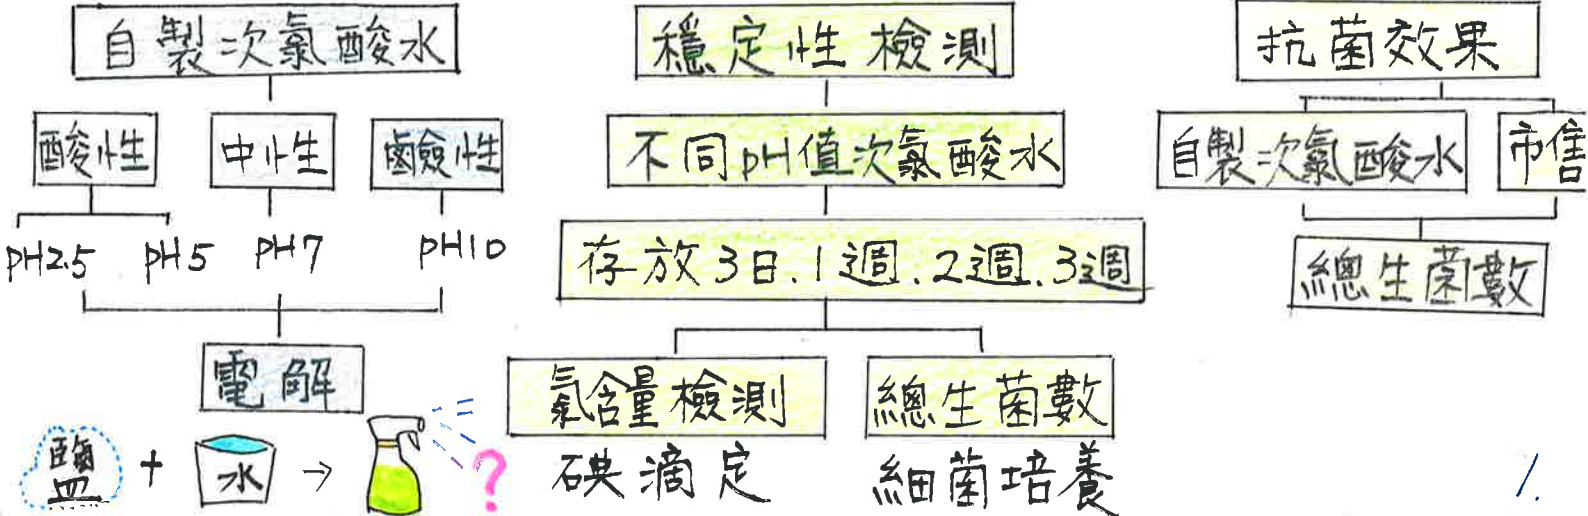 自製次氯酸水
酸性 中性 鹼性
pH2.5 pH5 pH7 pH10
電解
鹽 + 水 → ?
穩定性檢測
不同pH值次氯酸水
存放3日.1週.2週.3週
氯含量檢測 總生菌數
碘滴定 細菌培養
抗菌效果
自製次氯酸水 市售
總生菌數
1.